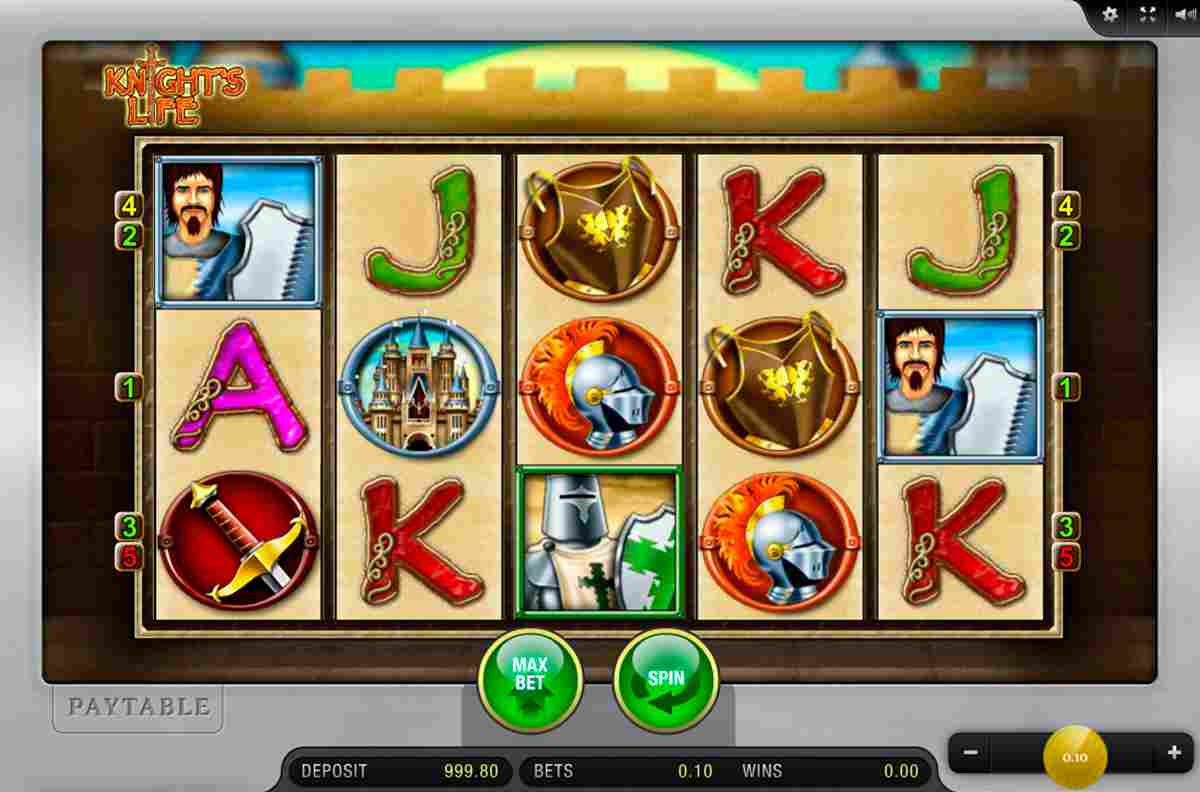 KNIGHT'S
LIFE
4
4
2
2
J
K
J
1
A
1
3
3
5
5
K
K
MAX
BET
SPIN
PAYTABLE
DEPOSIT 999.80 BETS 0.10 WINS 0.00
− 0.10 +